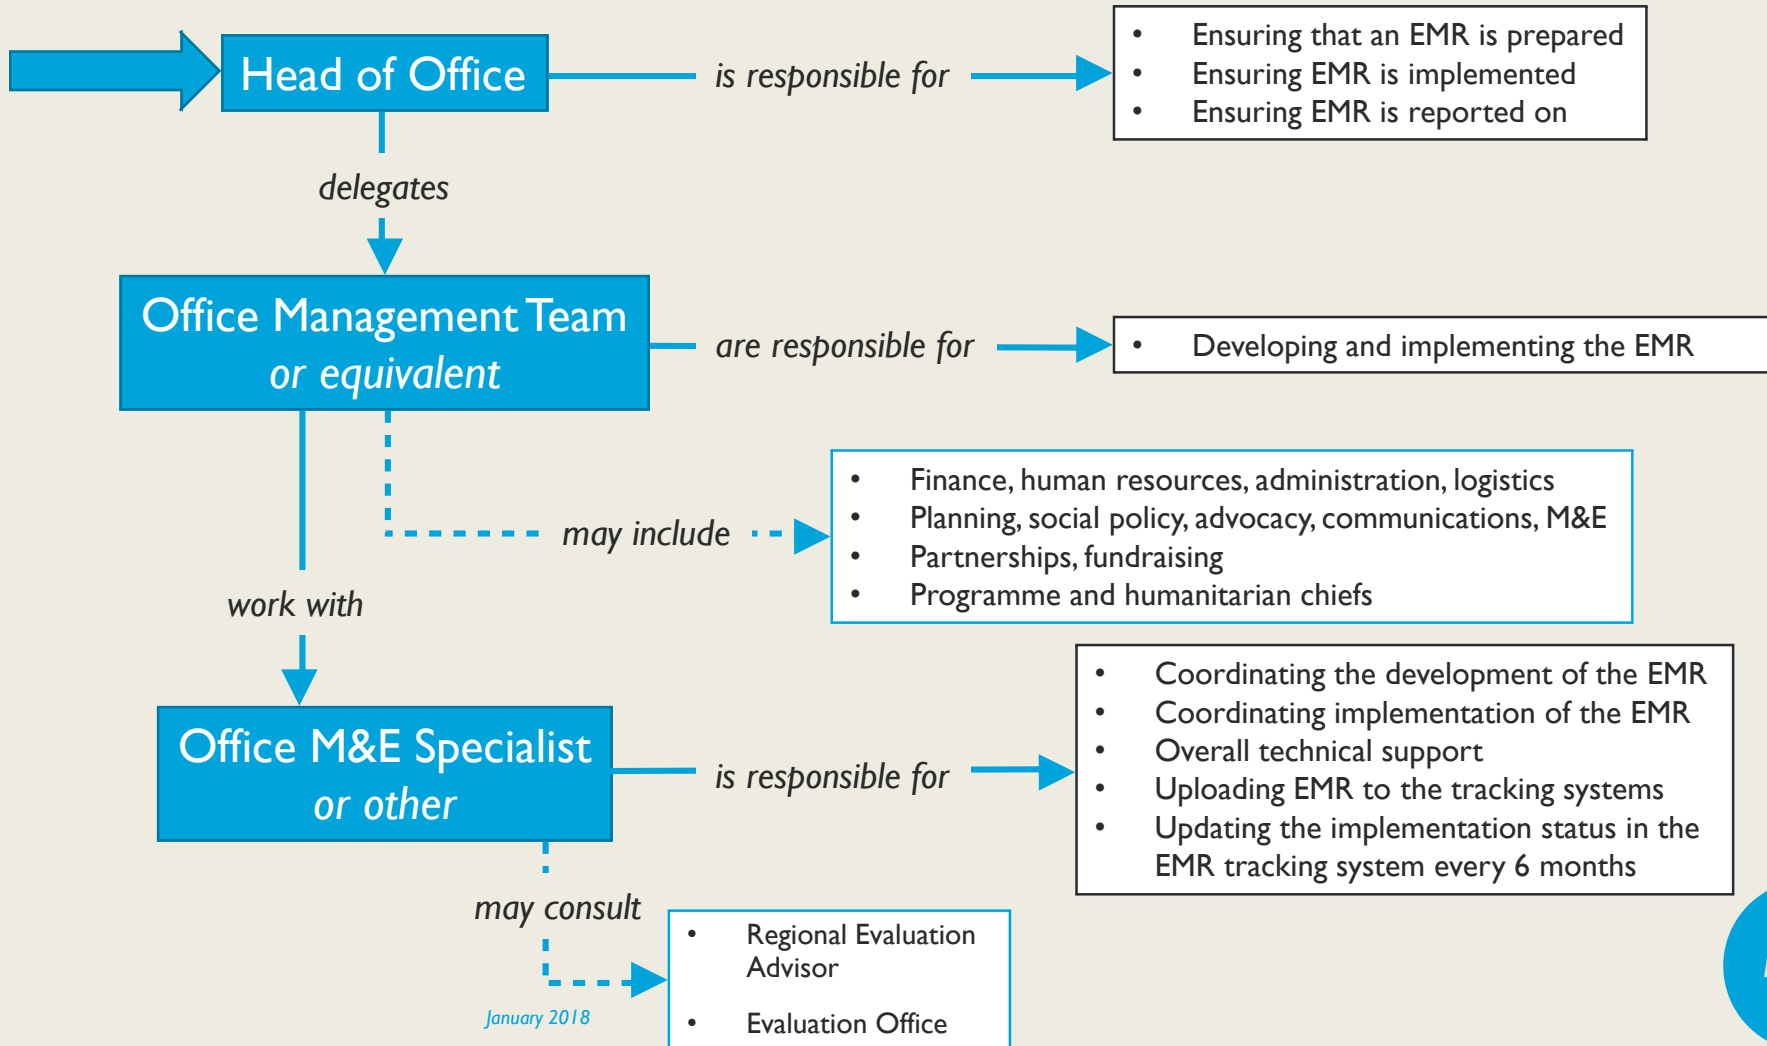 Head of Office
is responsible for
• Ensuring that an EMR is prepared
• Ensuring EMR is implemented
• Ensuring EMR is reported on
delegates
Office Management Team
or equivalent
are responsible for
• Developing and implementing the EMR
may include
• Finance, human resources, administration, logistics
• Planning, social policy, advocacy, communications, M&E
• Partnerships, fundraising
• Programme and humanitarian chiefs
work with
Office M&E Specialist
or other
is responsible for
• Coordinating the development of the EMR
• Coordinating implementation of the EMR
• Overall technical support
• Uploading EMR to the tracking systems
• Updating the implementation status in the
EMR tracking system every 6 months
may consult
• Regional Evaluation
Advisor
• Evaluation Office
January 2018